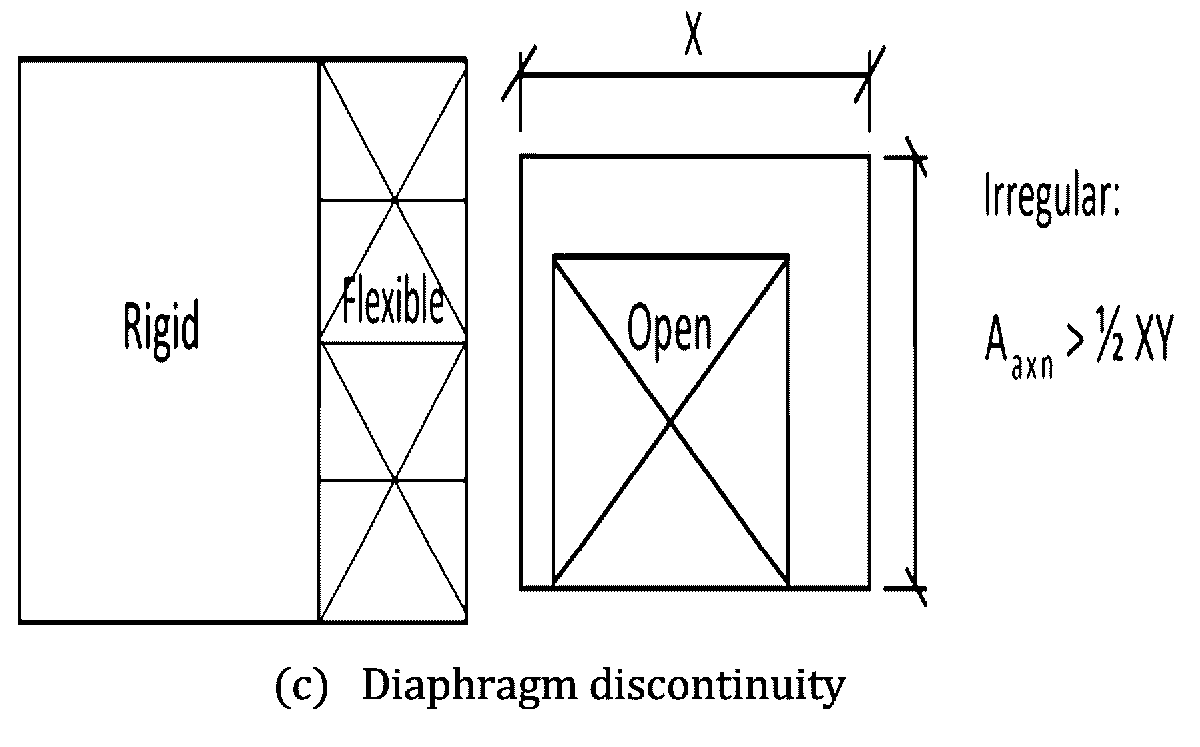 X
Irregular:
Rigid
Flexible
Open
Aaxn > ½ XY
(c) Diaphragm discontinuity